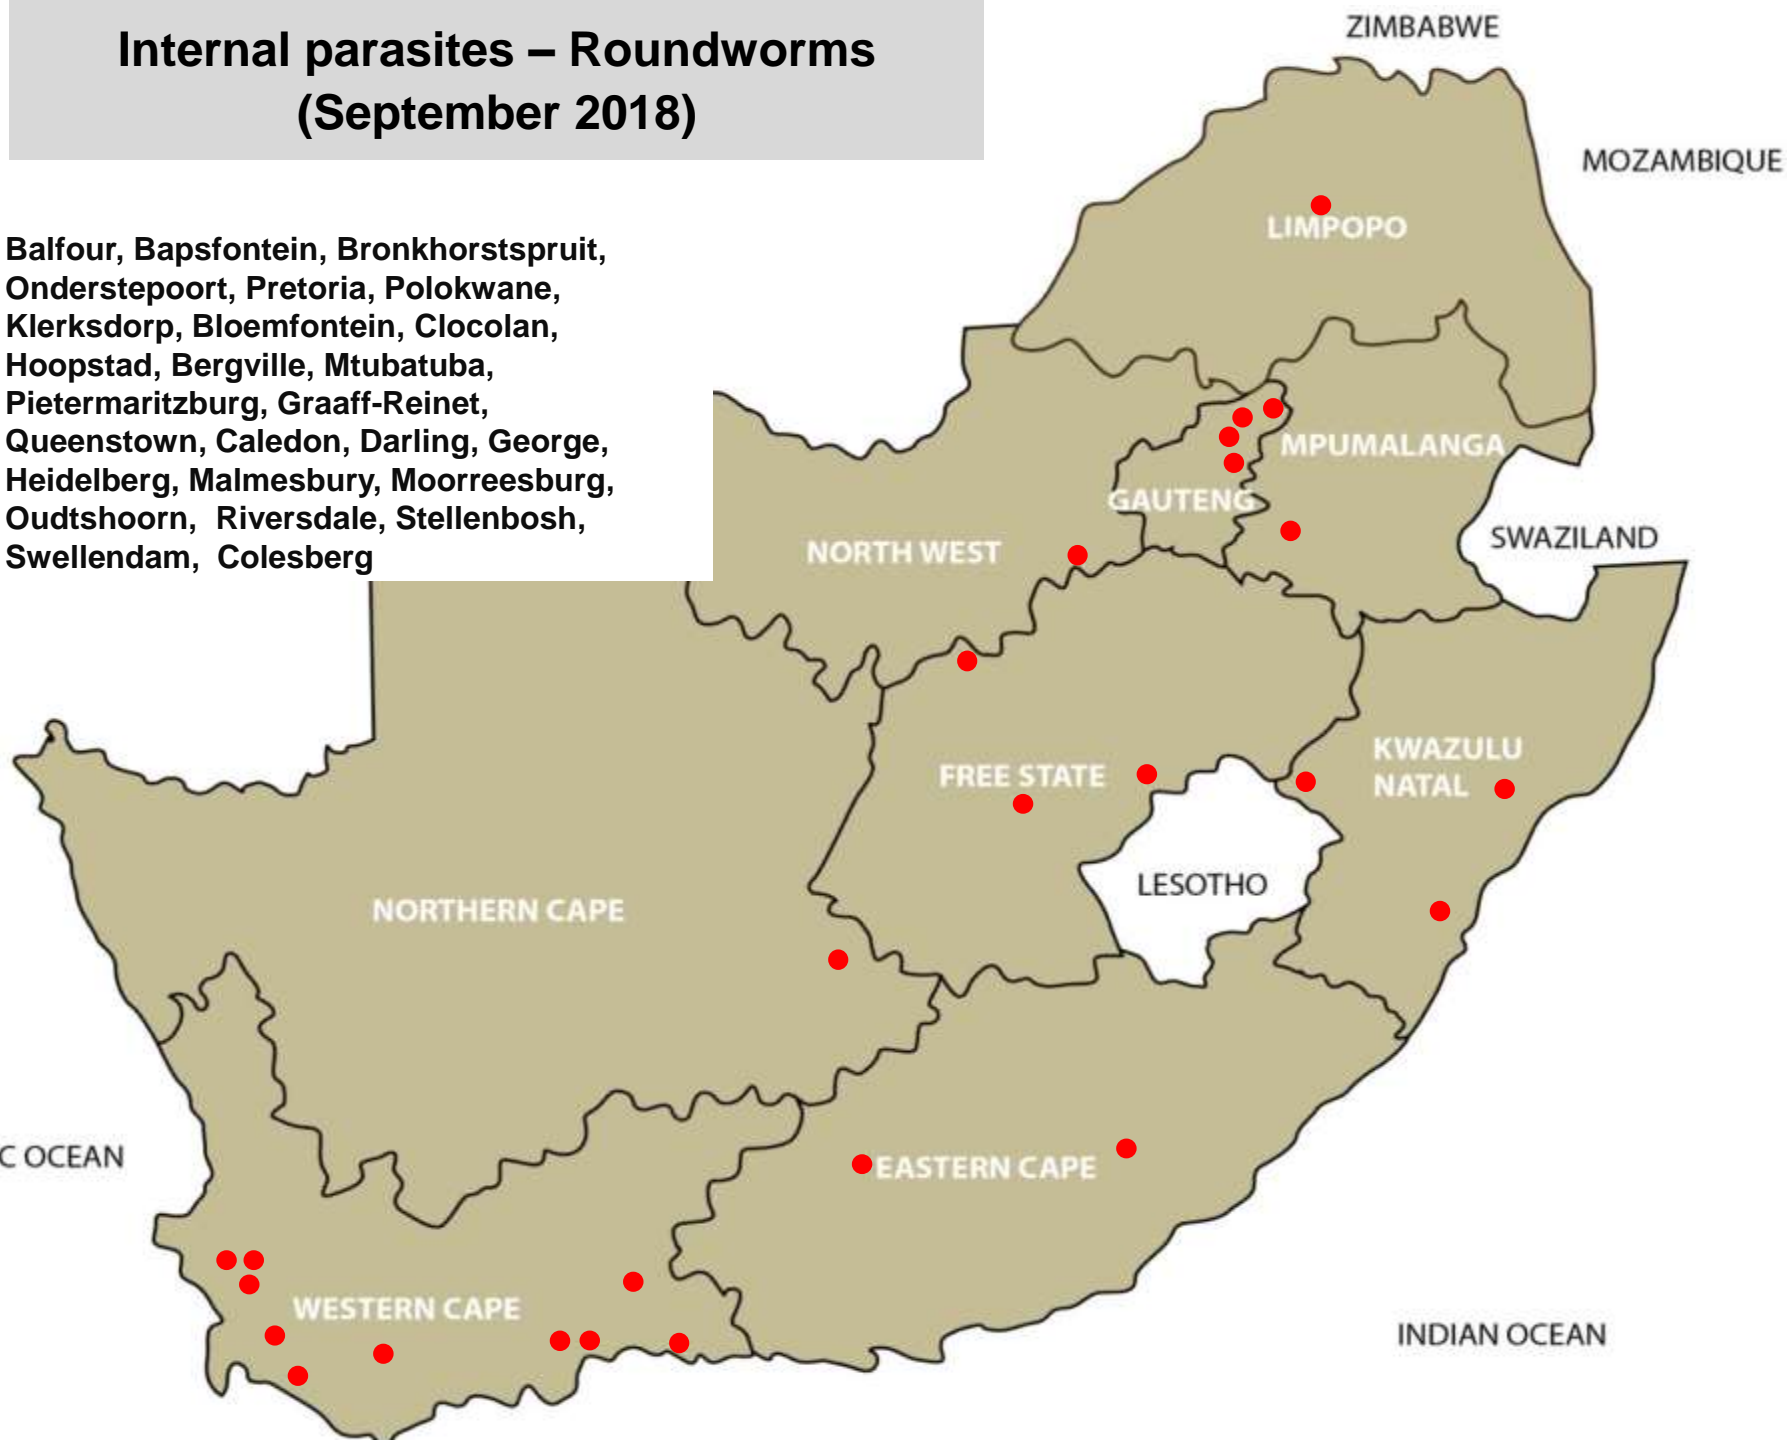 Internal parasites – Roundworms
(September 2018)
Balfour, Bapsfontein, Bronkhorstspruit,
Onderstepoort, Pretoria, Polokwane,
Klerksdorp, Bloemfontein, Clocolan,
Hoopstad, Bergville, Mtubatuba,
Pietermaritzburg, Graaff-Reinet,
Queenstown, Caledon, Darling, George,
Heidelberg, Malmesbury, Moorreesburg,
Oudtshoorn, Riversdale, Stellenbosh,
Swellendam, Colesberg
ZIMBABWE
MOZAMBIQUE
LIMPOPO
MPUMALANGA
GAUTENG
SWAZILAND
NORTH WEST
KWAZULU
NATAL
FREE STATE
LESOTHO
NORTHERN CAPE
C OCEAN
EASTERN CAPE
WESTERN CAPE
INDIAN OCEAN